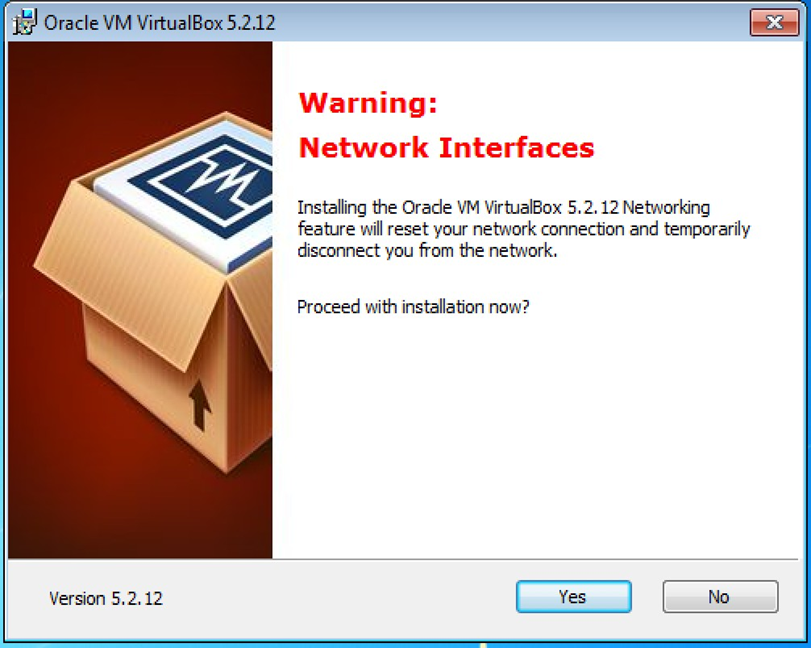 Oracle VM VirtualBox 5.2.12
Warning:
Network Interfaces
Installing the Oracle VM VirtualBox 5.2.12 Networking
feature will reset your network connection and temporarily
disconnect you from the network.
Proceed with installation now?
Version 5.2.12
Yes
No